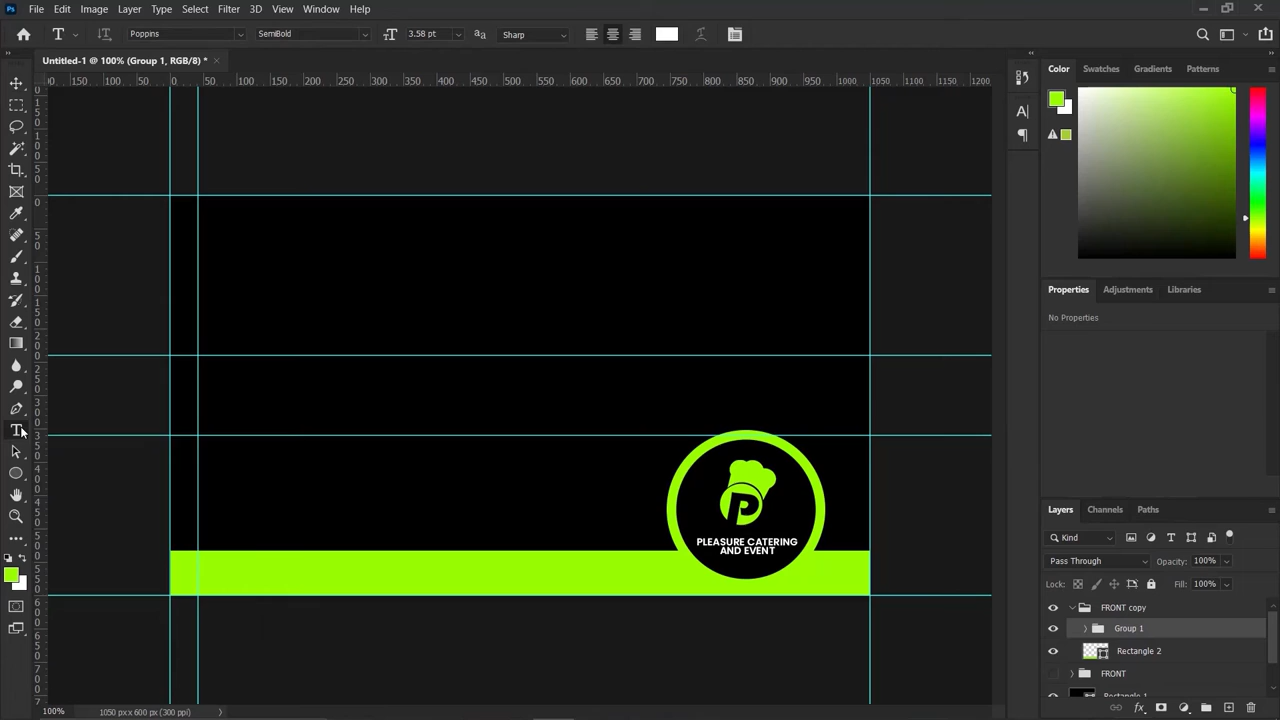 Ps File Edit Image Layer Type Select Filter 3D View Window Help
T Poppins SemiBold 3.58 pt Sharp
Untitled-1 @ 100% (Group 1, RGB/8) *
Color Swatches Gradients Patterns
PLEASURE CATERING
AND EVENT
Properties Adjustments Libraries
No Properties
Layers Channels Paths
Kind
Pass Through Opacity: 100%
Lock: Fill: 100%
FRONT copy
Group 1
Rectangle 2
FRONT
Rectangle 1
100% 1050 px x 600 px (300 ppi)